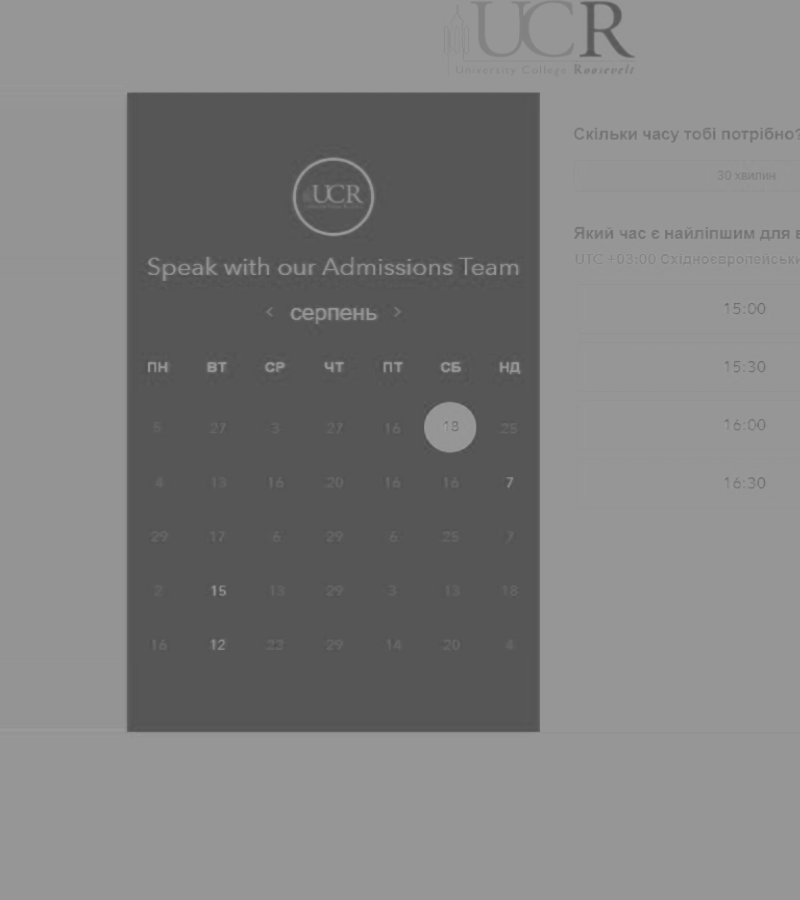 UCR
University College Roosevelt
UCR
Speak with our Admissions Team
‹ серпень ›
ПН ВТ СР ЧТ ПТ СБ НД
5 27 3 27 16 18 25
4 13 16 20 16 16 7
29 17 6 29 6 25 7
2 15 13 29 3 13 18
16 12 23 29 14 20 4
Скільки часу тобі потрібно?
30 хвилин
Який час є найліпшим для
UTC +03:00
15:00
15:30
16:00
16:30